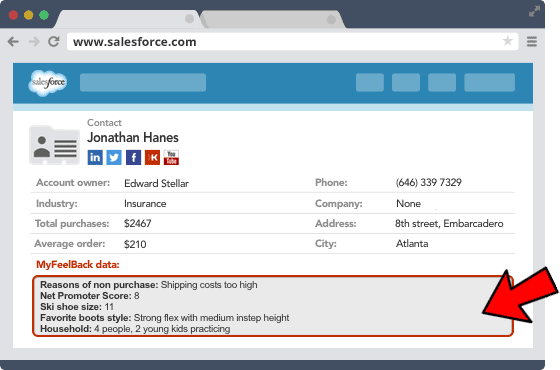 www.salesforce.com
salesforce
Contact
Jonathan Hanes
in f K You Tube
Account owner: Edward Stellar Phone: (646) 339 7329
Industry: Insurance Company: None
Total purchases: $2467 Address: 8th street, Embarcadero
Average order: $210 City: Atlanta
MyFeelBack data:
Reasons of non purchase: Shipping costs too high
Net Promoter Score: 8
Ski shoe size: 11
Favorite boots style: Strong flex with medium instep height
Household: 4 people, 2 young kids practicing